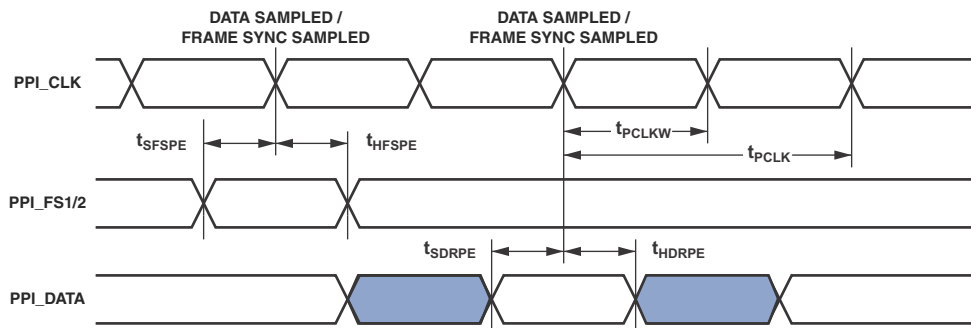 DATA SAMPLED /
FRAME SYNC SAMPLED
DATA SAMPLED /
FRAME SYNC SAMPLED
PPI_CLK
tSFSPE
tHFSPE
tPCLKW
tPCLK
PPI_FS1/2
tSDRPE
tHDRPE
PPI_DATA